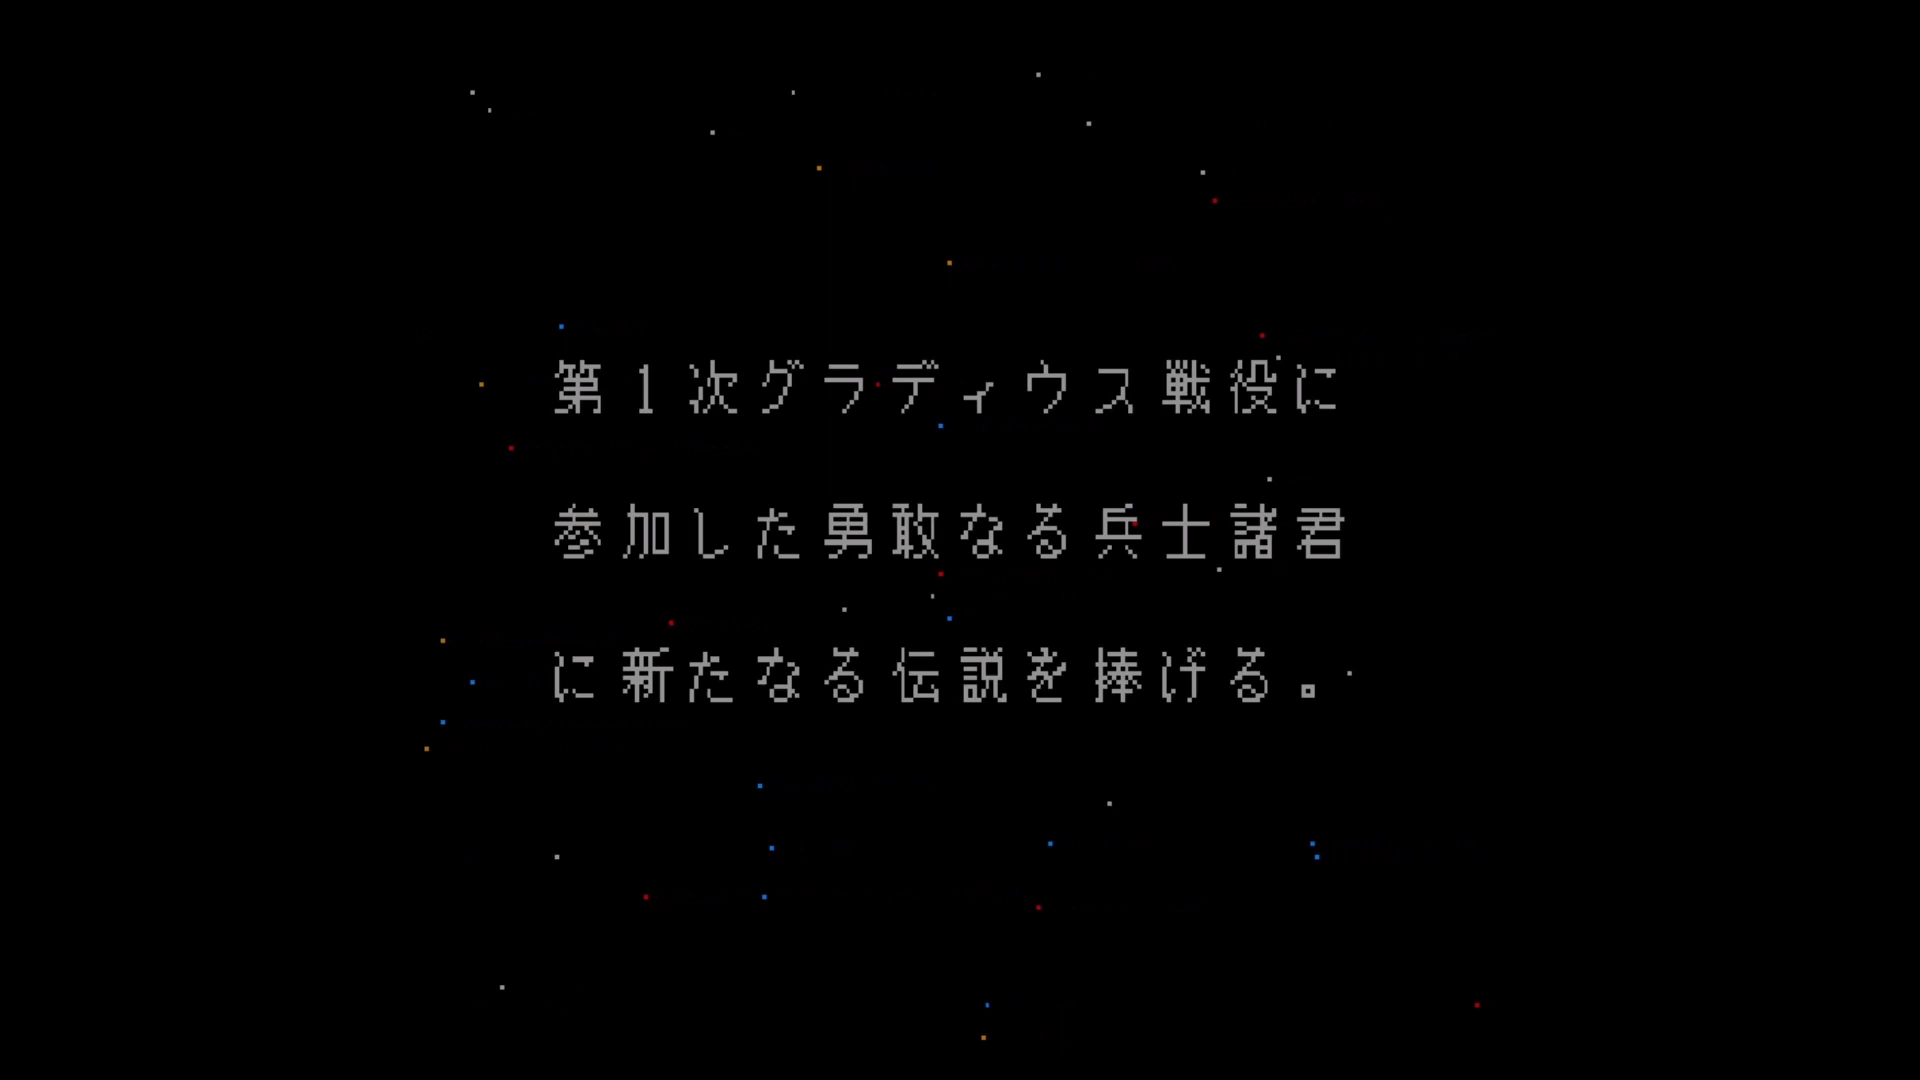 第1次グラディウス戦役に
参加した勇敢なる兵士諸君
に新たなる伝説を捧げる。